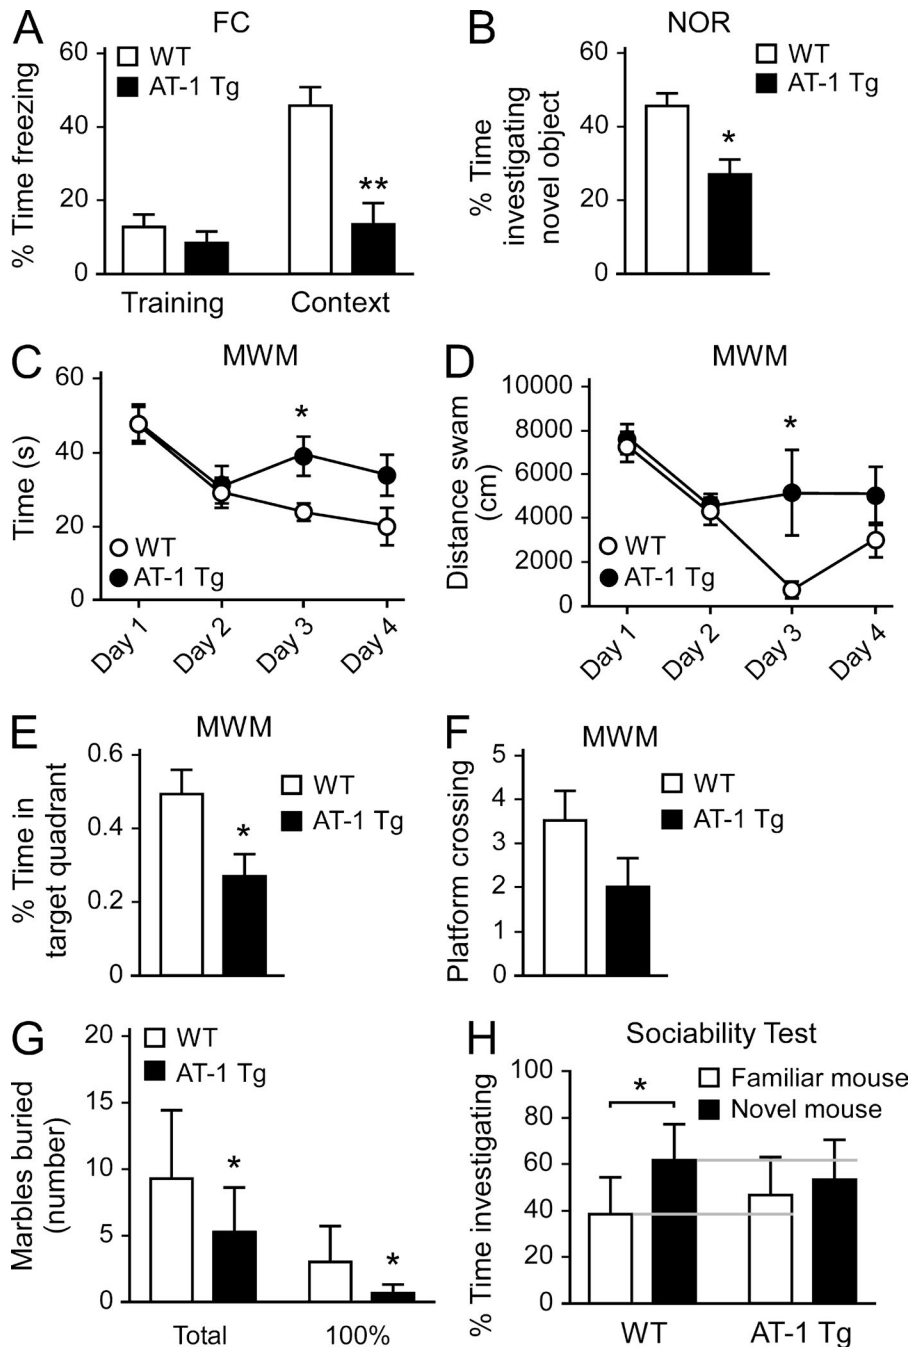 A
FC
60
WT
AT-1 Tg
40
**
20
0
% Time freezing
Training
Context
B
NOR
60
WT
AT-1 Tg
40
*
20
0
% Time
investigating
novel object
C
MWM
60
*
40
20
0
Time (s)
WT
AT-1 Tg
Day 1
Day 2
Day 3
Day 4
D
MWM
10000
*
8000
6000
4000
2000
0
Distance swam
(cm)
WT
AT-1 Tg
Day 1
Day 2
Day 3
Day 4
E
MWM
0.6
WT
AT-1 Tg
0.4
*
0.2
0
% Time in
target quadrant
F
MWM
5
4
3
2
1
0
WT
AT-1 Tg
Platform crossing
G
20
WT
AT-1 Tg
15
10
*
5
*
0
Marbles buried
(number)
Total
100%
H
Sociability Test
100
80
60
40
20
0
*
Familiar mouse
Novel mouse
% Time investigating
WT
AT-1 Tg